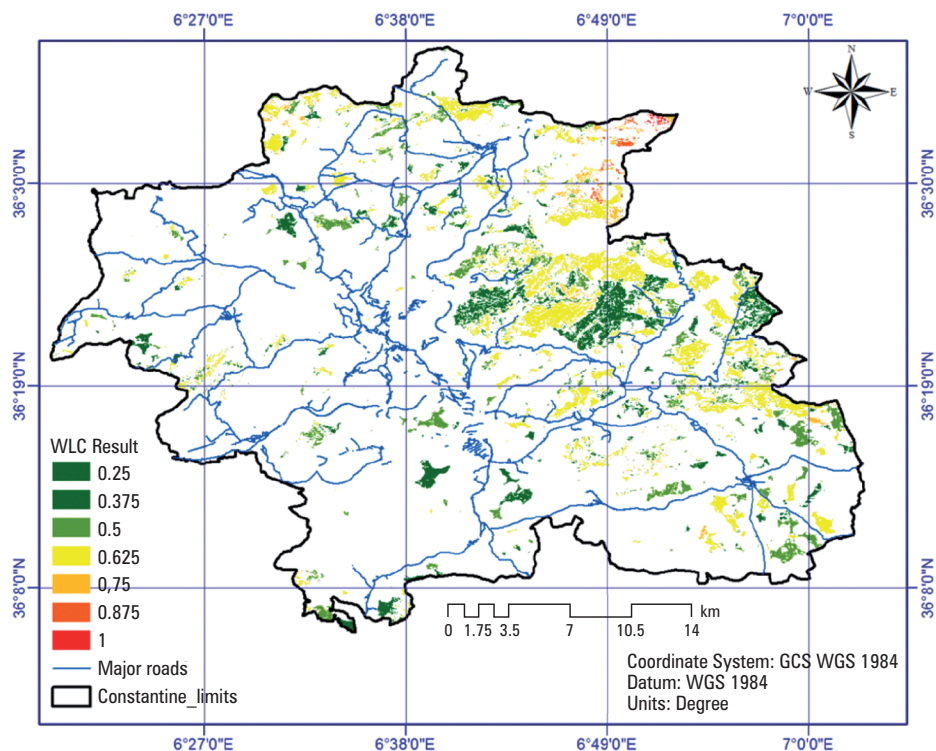 6°27'0"E 6°38'0"E 6°49'0"E 7°0'0"E
N
W E
S
36°30'0"N 36°30'0"N
36°19'0"N 36°19'0"N
WLC Result
0.25
0.375
0.5
0.625
0,75
0.875
1
Major roads
Constantine_limits
36°8'0"N 36°8'0"N
km
0 1.75 3.5 7 10.5 14
Coordinate System: GCS WGS 1984
Datum: WGS 1984
Units: Degree
6°27'0"E 6°38'0"E 6°49'0"E 7°0'0"E